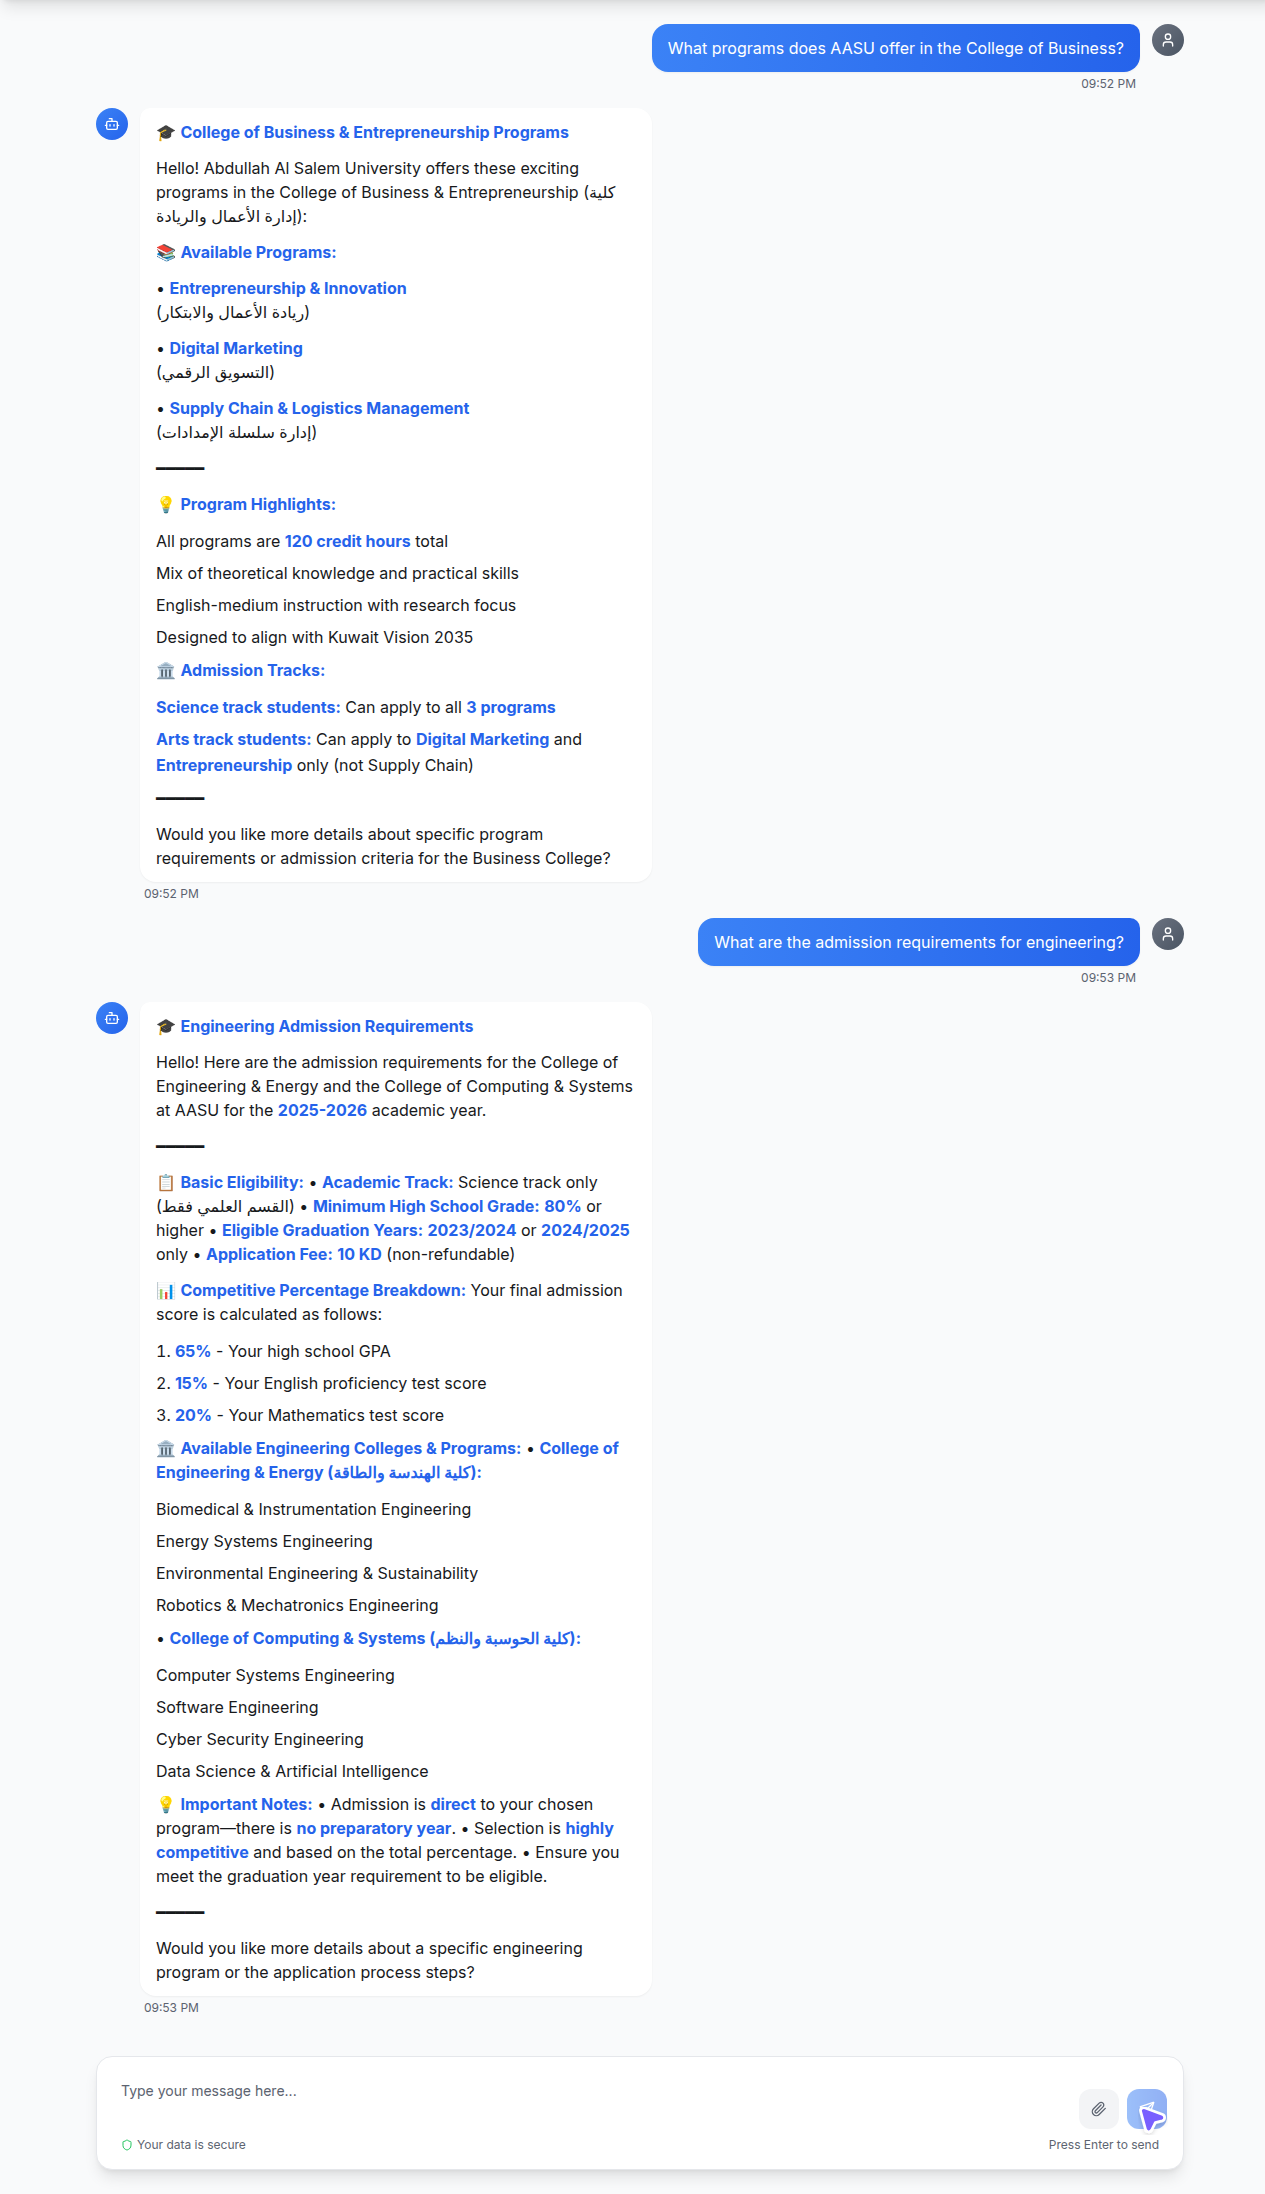 What programs does AASU offer in the College of Business?
09:52 PM
🎓 College of Business & Entrepreneurship Programs
Hello! Abdullah Al Salem University offers these exciting
programs in the College of Business & Entrepreneurship (كلية
إدارة الأعمال والريادة):
📚 Available Programs:
• Entrepreneurship & Innovation
(ريادة الأعمال والابتكار)
• Digital Marketing
(التسويق الرقمي)
• Supply Chain & Logistics Management
(إدارة سلسلة الإمدادات)
💡 Program Highlights:
All programs are 120 credit hours total
Mix of theoretical knowledge and practical skills
English-medium instruction with research focus
Designed to align with Kuwait Vision 2035
🏛️ Admission Tracks:
Science track students: Can apply to all 3 programs
Arts track students: Can apply to Digital Marketing and
Entrepreneurship only (not Supply Chain)
Would you like more details about specific program
requirements or admission criteria for the Business College?
09:52 PM
What are the admission requirements for engineering?
09:53 PM
🎓 Engineering Admission Requirements
Hello! Here are the admission requirements for the College of
Engineering & Energy and the College of Computing & Systems
at AASU for the 2025-2026 academic year.
📋 Basic Eligibility: • Academic Track: Science track only
(القسم العلمي فقط) • Minimum High School Grade: 80% or
higher • Eligible Graduation Years: 2023/2024 or 2024/2025
only • Application Fee: 10 KD (non-refundable)
📊 Competitive Percentage Breakdown: Your final admission
score is calculated as follows:
1. 65% - Your high school GPA
2. 15% - Your English proficiency test score
3. 20% - Your Mathematics test score
🏛️ Available Engineering Colleges & Programs: • College of
Engineering & Energy (كلية الهندسة والطاقة):
Biomedical & Instrumentation Engineering
Energy Systems Engineering
Environmental Engineering & Sustainability
Robotics & Mechatronics Engineering
• College of Computing & Systems (كلية الحوسبة والنظم):
Computer Systems Engineering
Software Engineering
Cyber Security Engineering
Data Science & Artificial Intelligence
💡 Important Notes: • Admission is direct to your chosen
program—there is no preparatory year. • Selection is highly
competitive and based on the total percentage. • Ensure you
meet the graduation year requirement to be eligible.
Would you like more details about a specific engineering
program or the application process steps?
09:53 PM
Type your message here...
Your data is secure
Press Enter to send